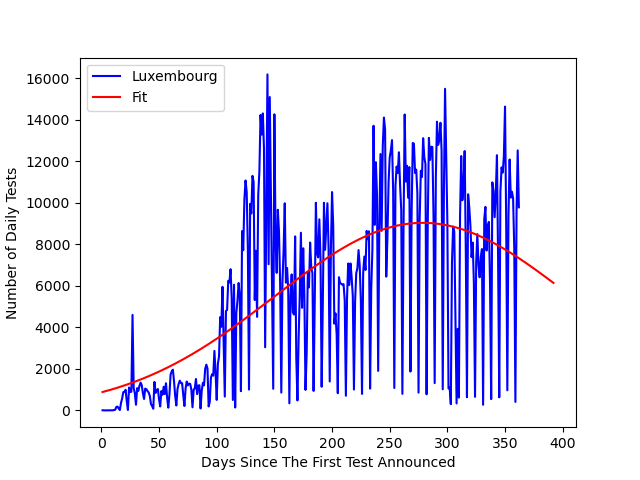 Luxembourg
Fit
16000
14000
12000
10000
8000
6000
4000
2000
0
Number of Daily Tests
0 50 100 150 200 250 300 350 400
Days Since The First Test Announced